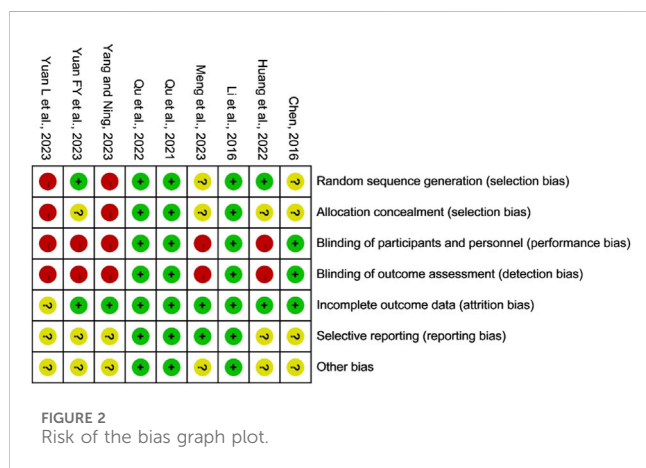 Yuan L et al., 2023
Yuan FY et al., 2023
Yang and Ning, 2023
Qu et al., 2022
Qu et al., 2021
Meng et al., 2023
Li et al., 2016
Huang et al., 2022
Chen, 2016
- + - + + ? + + ? Random sequence generation (selection bias)
- ? - + + ? + ? ? Allocation concealment (selection bias)
- - - + + - + - + Blinding of participants and personnel (performance bias)
- - - + + - + - + Blinding of outcome assessment (detection bias)
? + + + + + + + + Incomplete outcome data (attrition bias)
? ? ? + + + + ? ? Selective reporting (reporting bias)
? ? ? + + ? + ? ? Other bias
FIGURE 2
Risk of the bias graph plot.